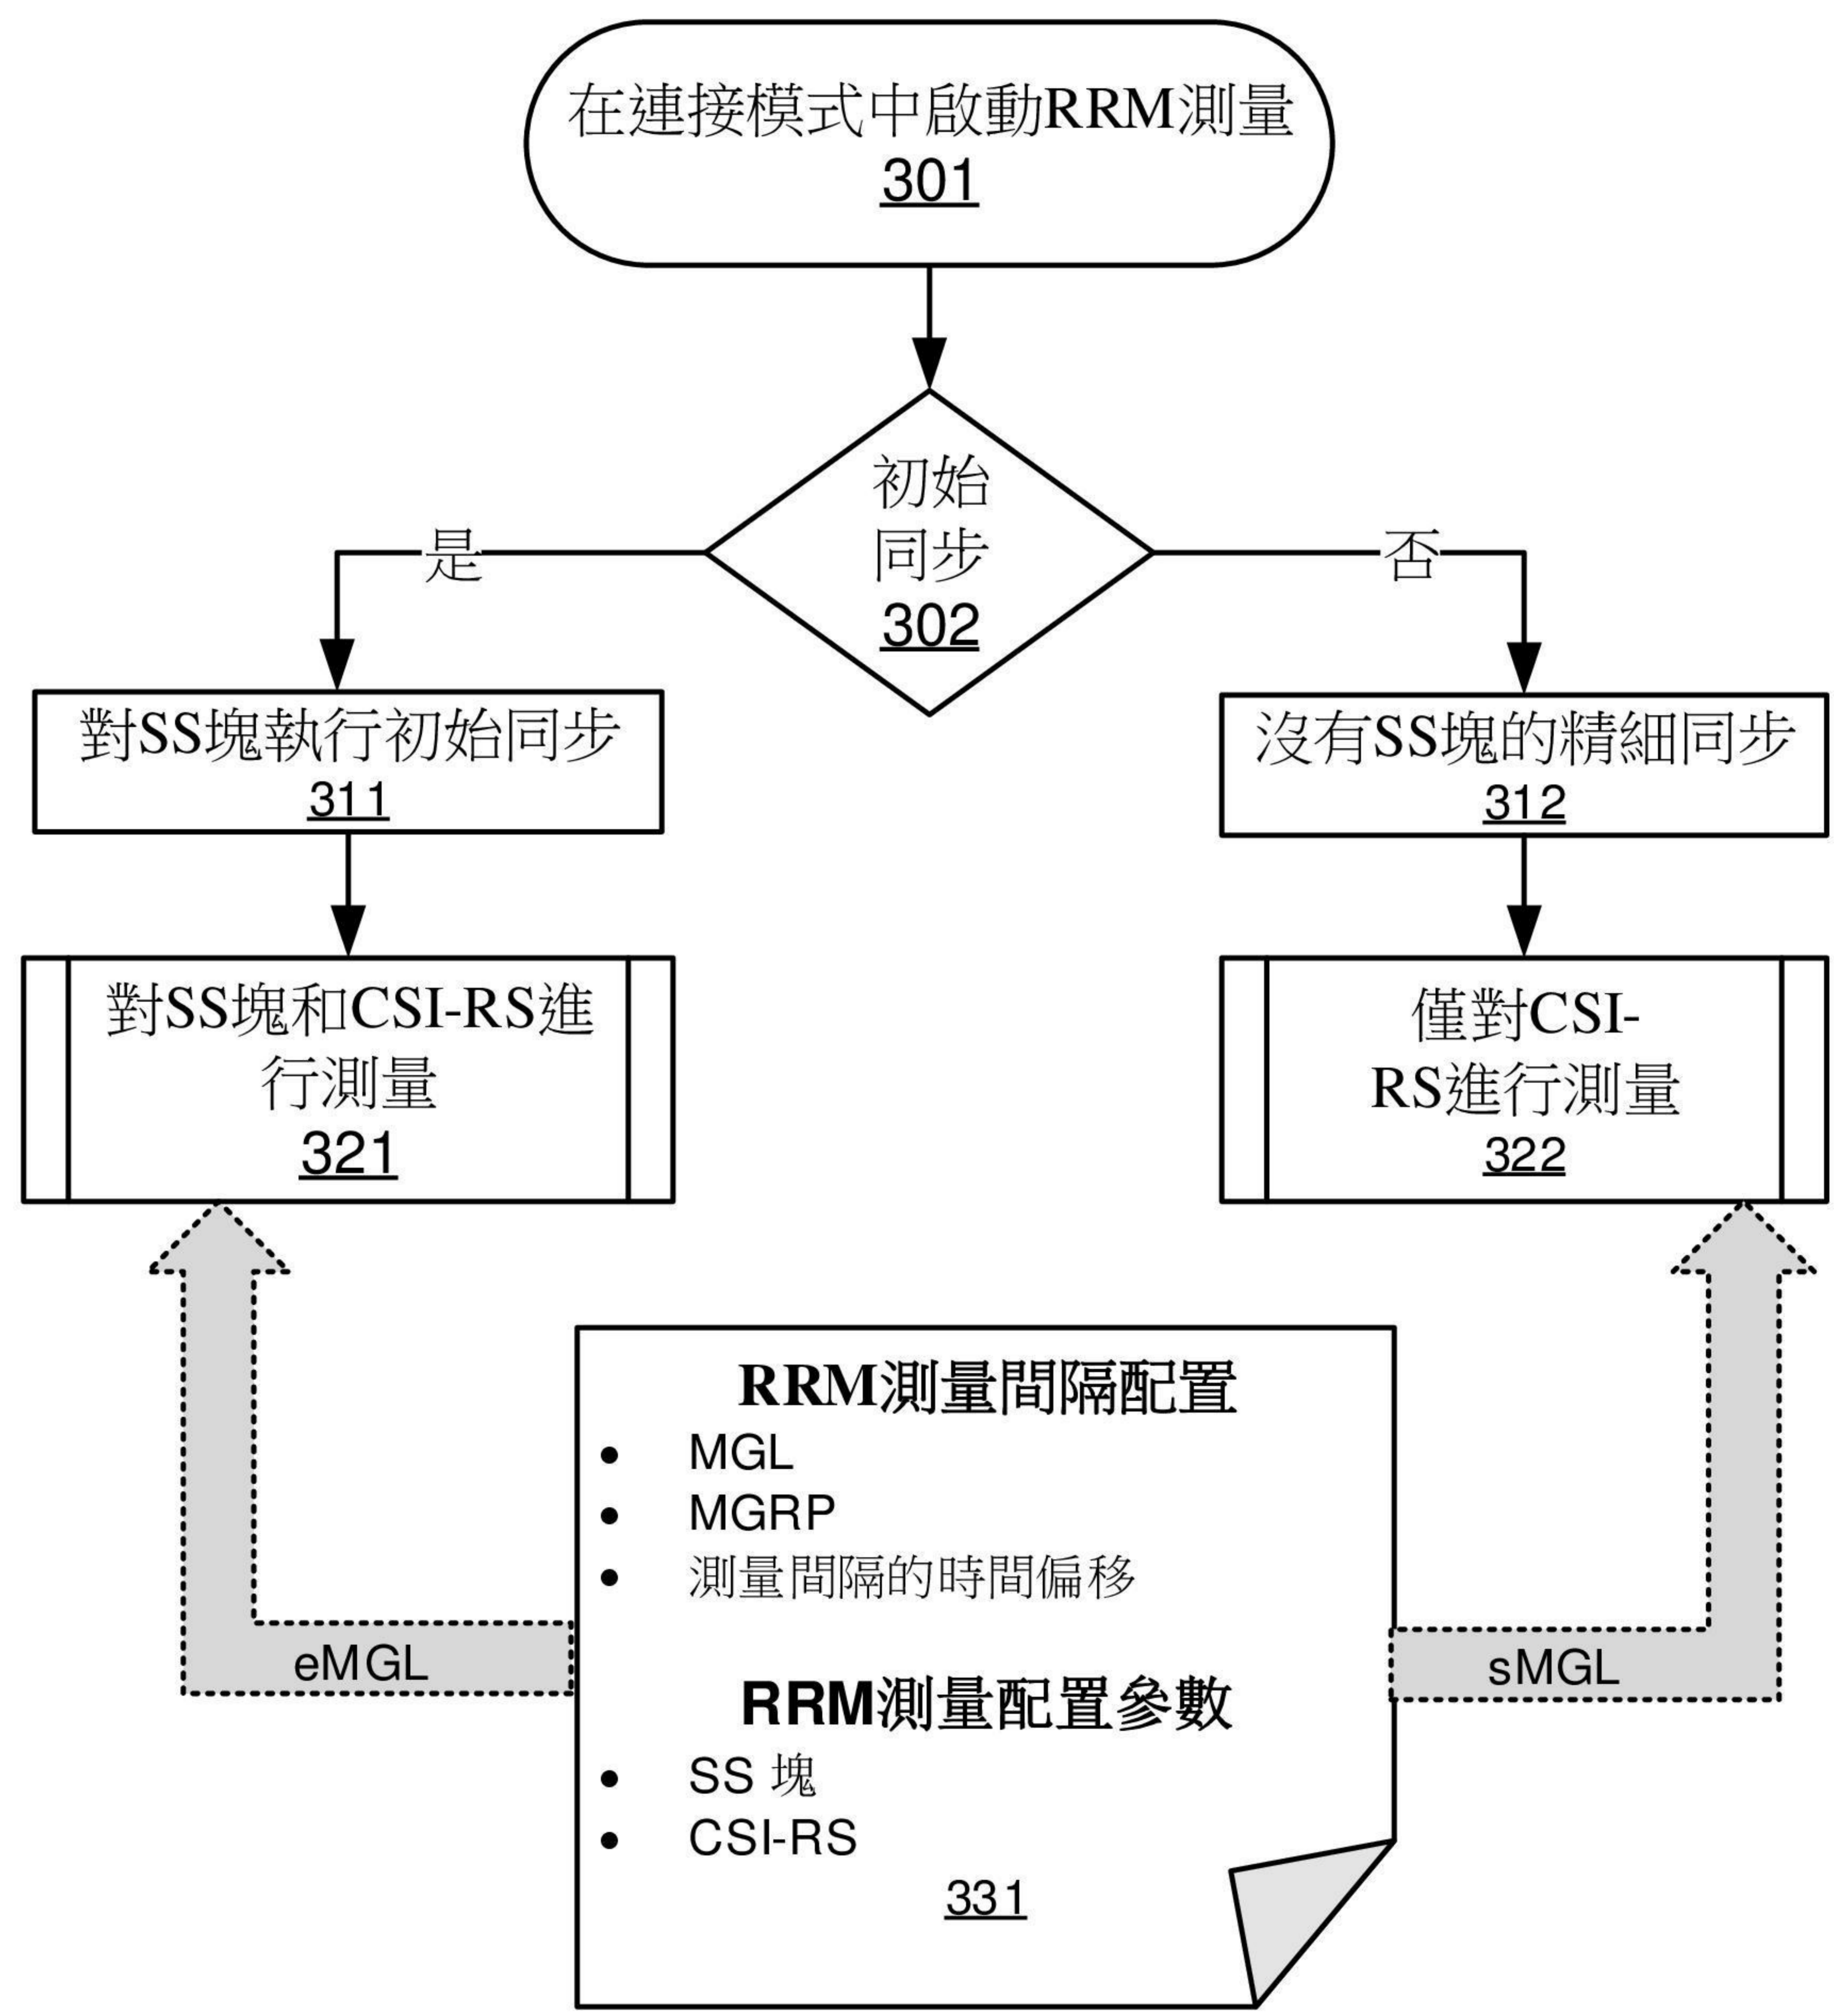 在連接模式中啟動RRM測量
301
初始
同步
302
是
否
對SS塊執行初始同步
311
沒有SS塊的精細同步
312
對SS塊和CSI-RS進
行測量
321
僅對CSI-
RS進行測量
322
RRM測量間隔配置
• MGL
• MGRP
• 測量間隔的時間偏移
eMGL
sMGL
RRM測量配置參數
• SS 塊
• CSI-RS
331